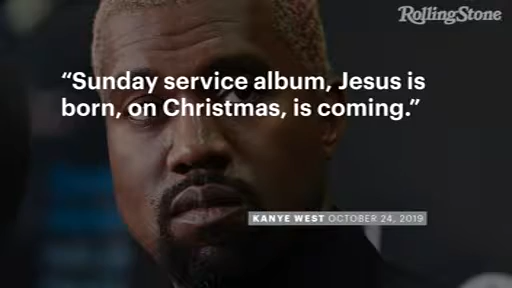 RollingStone
“Sunday service album, Jesus is
born, on Christmas, is coming.”
KANYE WEST OCTOBER 24, 2019